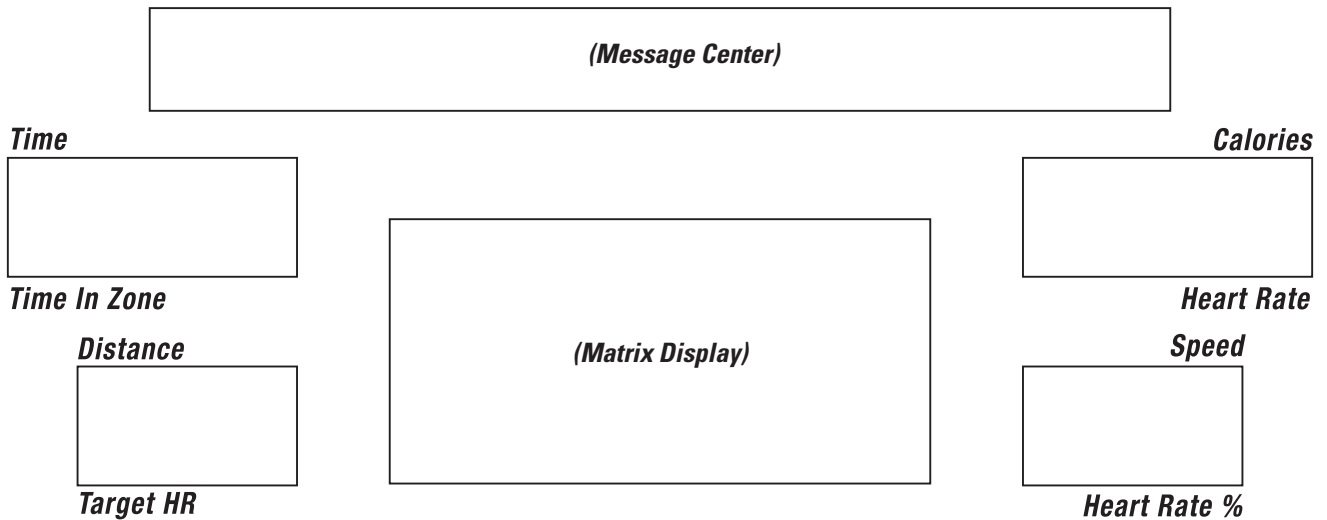 (Message Center)
Time
Calories
Time In Zone
Heart Rate
Distance
Speed
(Matrix Display)
Target HR
Heart Rate %